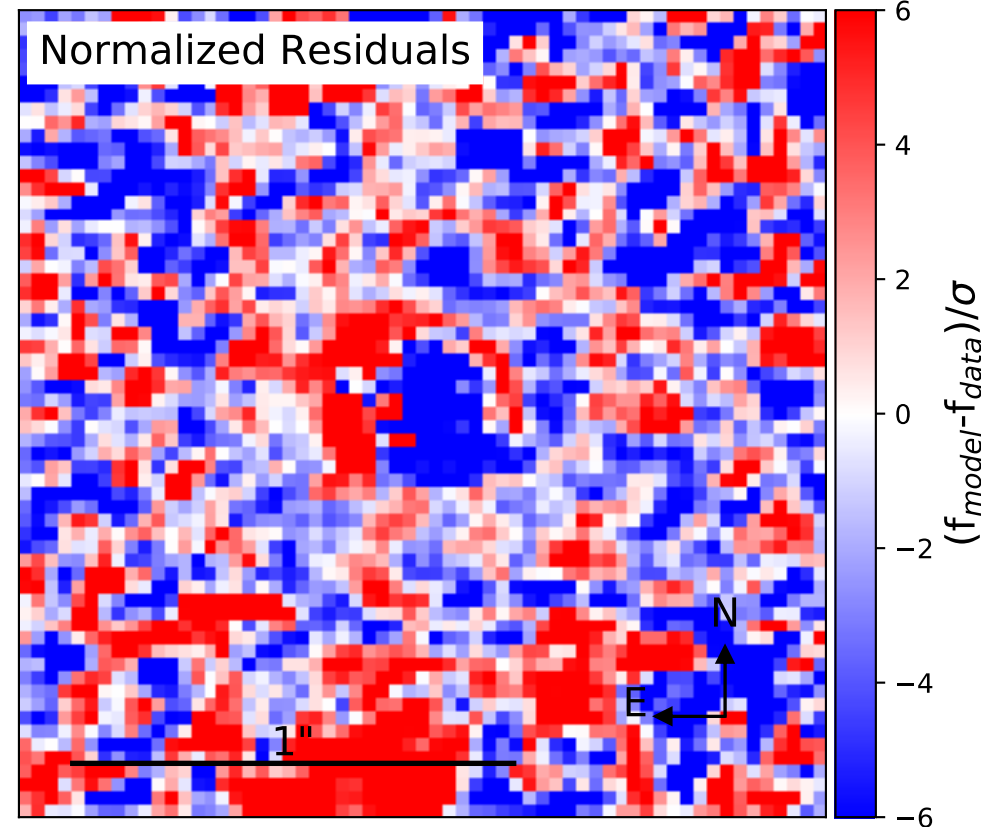 Normalized Residuals
6
4
2
0
−2
−4
−6
(f_model-f_data)/σ
N
E
1"